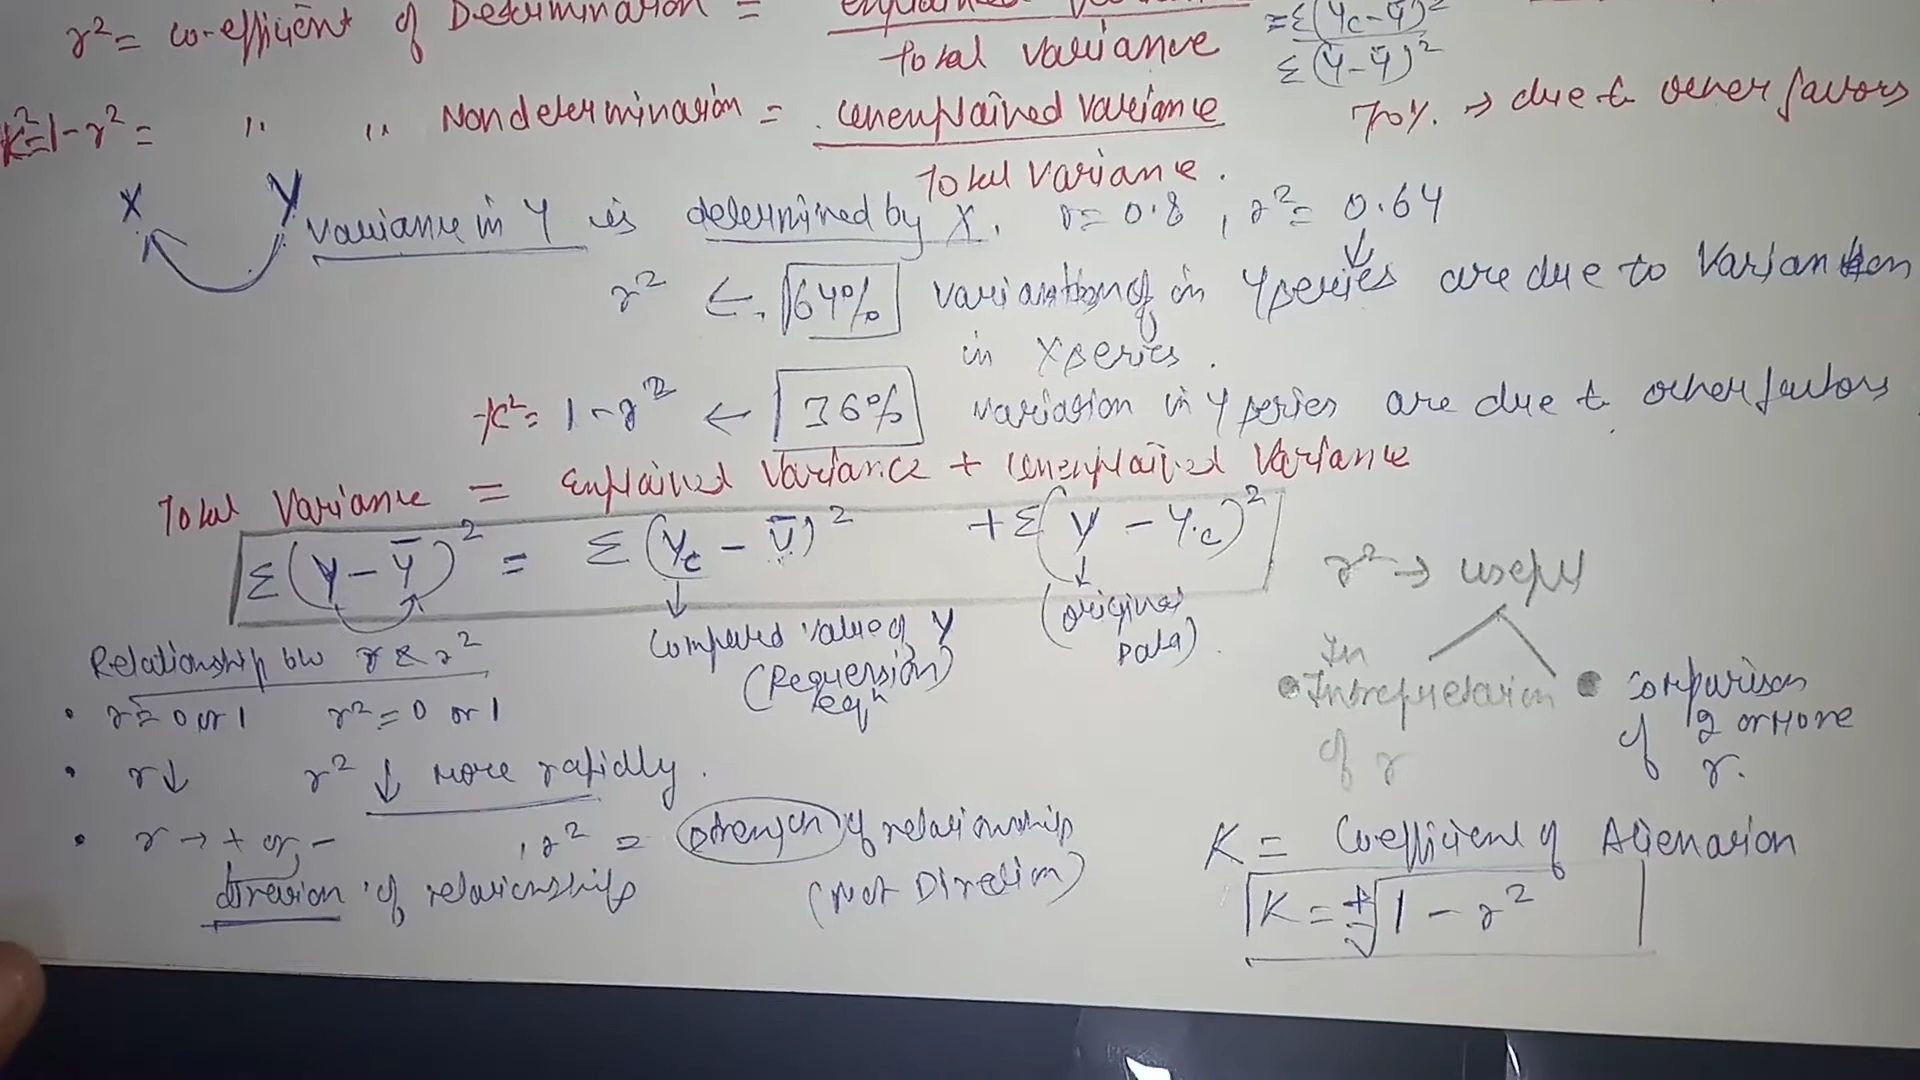 r² = co-efficient of Determination = explained variance / total variance = Σ(Yc-Ȳ)² / Σ(Y-Ȳ)²
K²=1-r² = " " Nondetermination = unexplained variance / Total variance.
70% → due to other factors
X Y
variance in Y is determined by X. r= 0.8 , r²= 0.64
r² ← 64% variation in Y series are due to variation
in X series.
K²= 1-r² ← 36% variation in Y series are due to other factors
Total Variance = Explained Variance + Unexplained Variance
Σ(Y-Ȳ)² = Σ(Yc-Ȳ)² + Σ(Y-Yc)²
Computed value of Y
(Regression
eqⁿ)
(original
Data)
r² → useful
In
• Interpretation
of r
• comparison
of 2 or More
r.
Relationship b/w r & r²
• r= 0 or 1 r²= 0 or 1
• r↓ r² ↓ more rapidly.
• r → + or - , r² = strength of relationship
direction of relationship (Not Direction)
K = Coefficient of Alienation
K = ±√1-r²